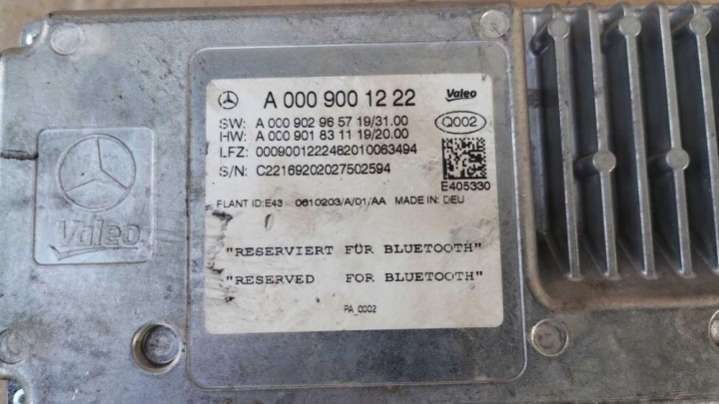 A 000 900 12 22
Valeo
SW: A 000 902 96 57 19/31.00
HW: A 000 901 83 11 19/20.00
Q002
LFZ: 0009001222482010063494
S/N: C22169202027502594
E405330
PLANT ID:E43 0610203/A/01/AA MADE IN: DEU
Valeo
"RESERVIERT FÜR BLUETOOTH"
"RESERVED FOR BLUETOOTH"
PA_0002